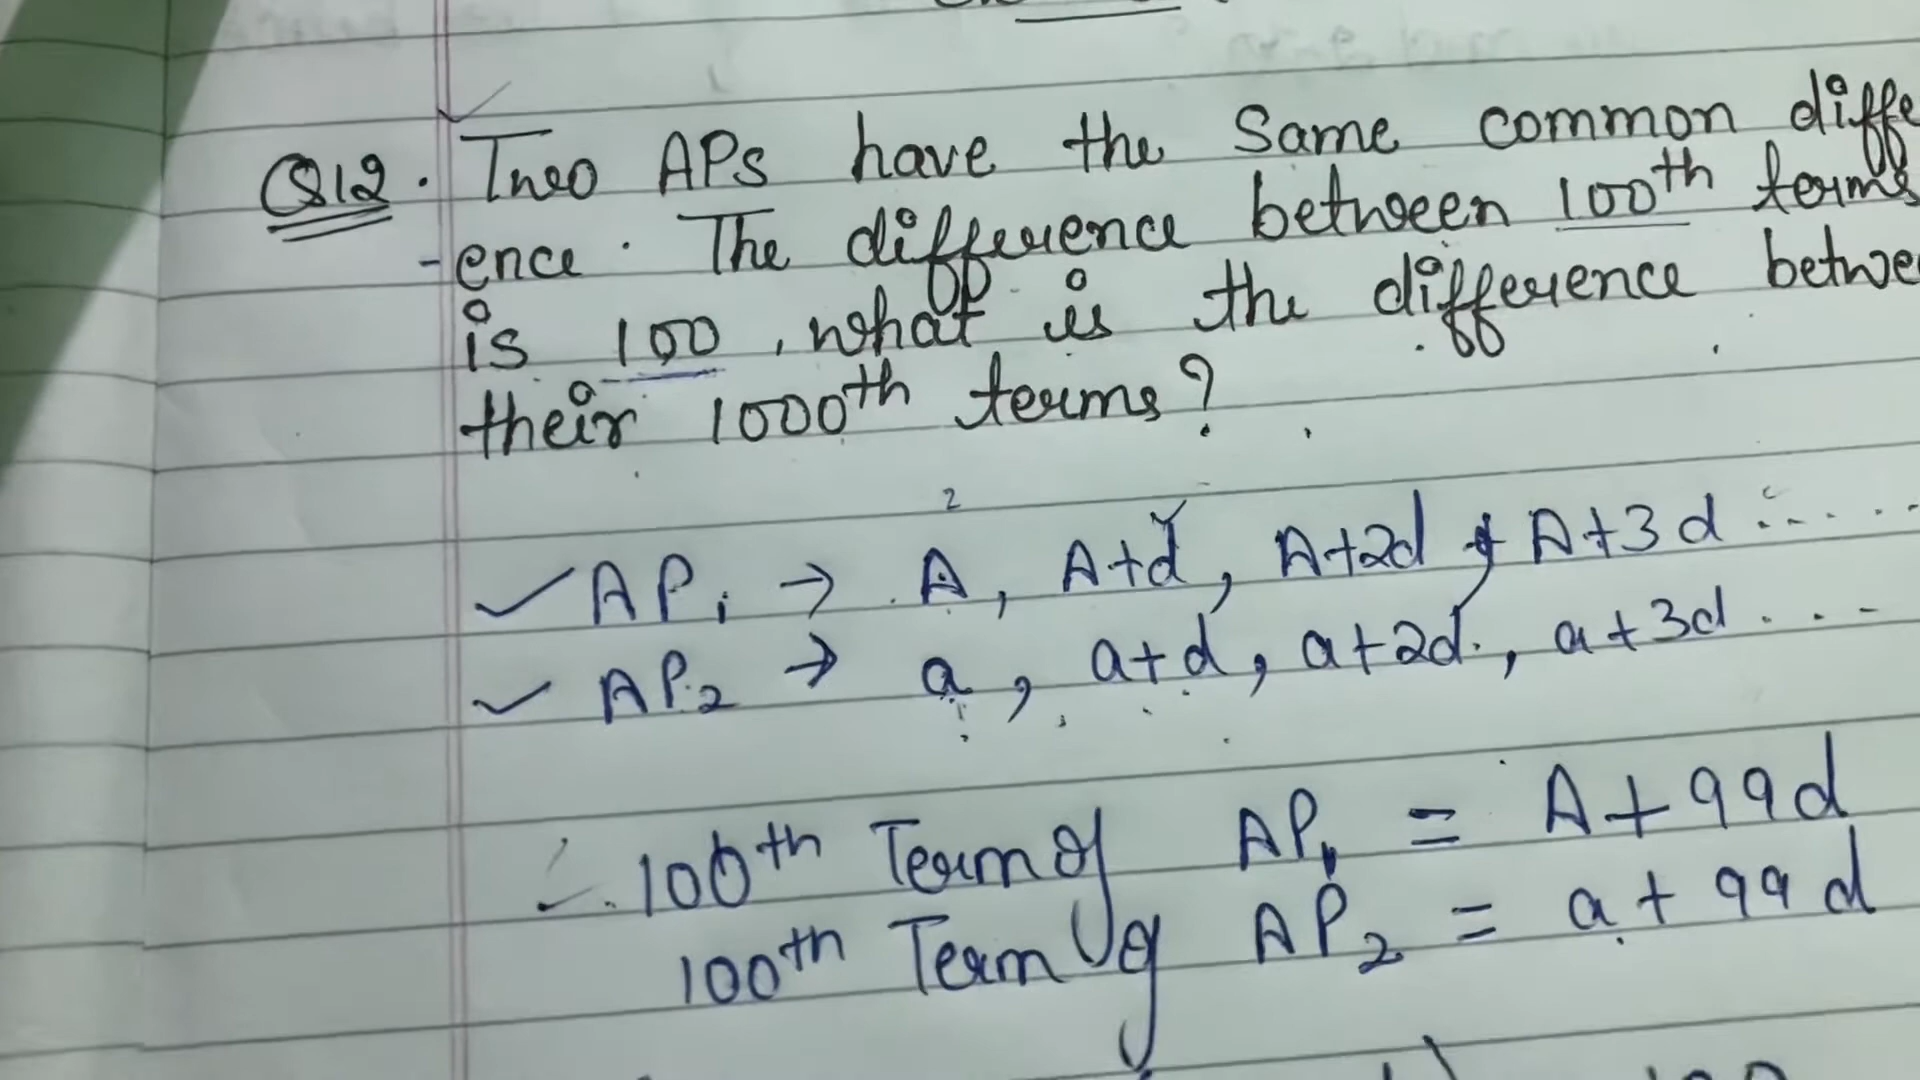 Q12. Two APs have the Same common diffe
-ence. The difference between 100th terms
is 100, what is the difference betwe
their 1000th terms?
AP1 → A, A+d, A+2d, A+3d .....
AP2 → a, a+d, a+2d, a+3d ....
∴ 100th Term of AP1 = A+99d
100th Term of AP2 = a+99d